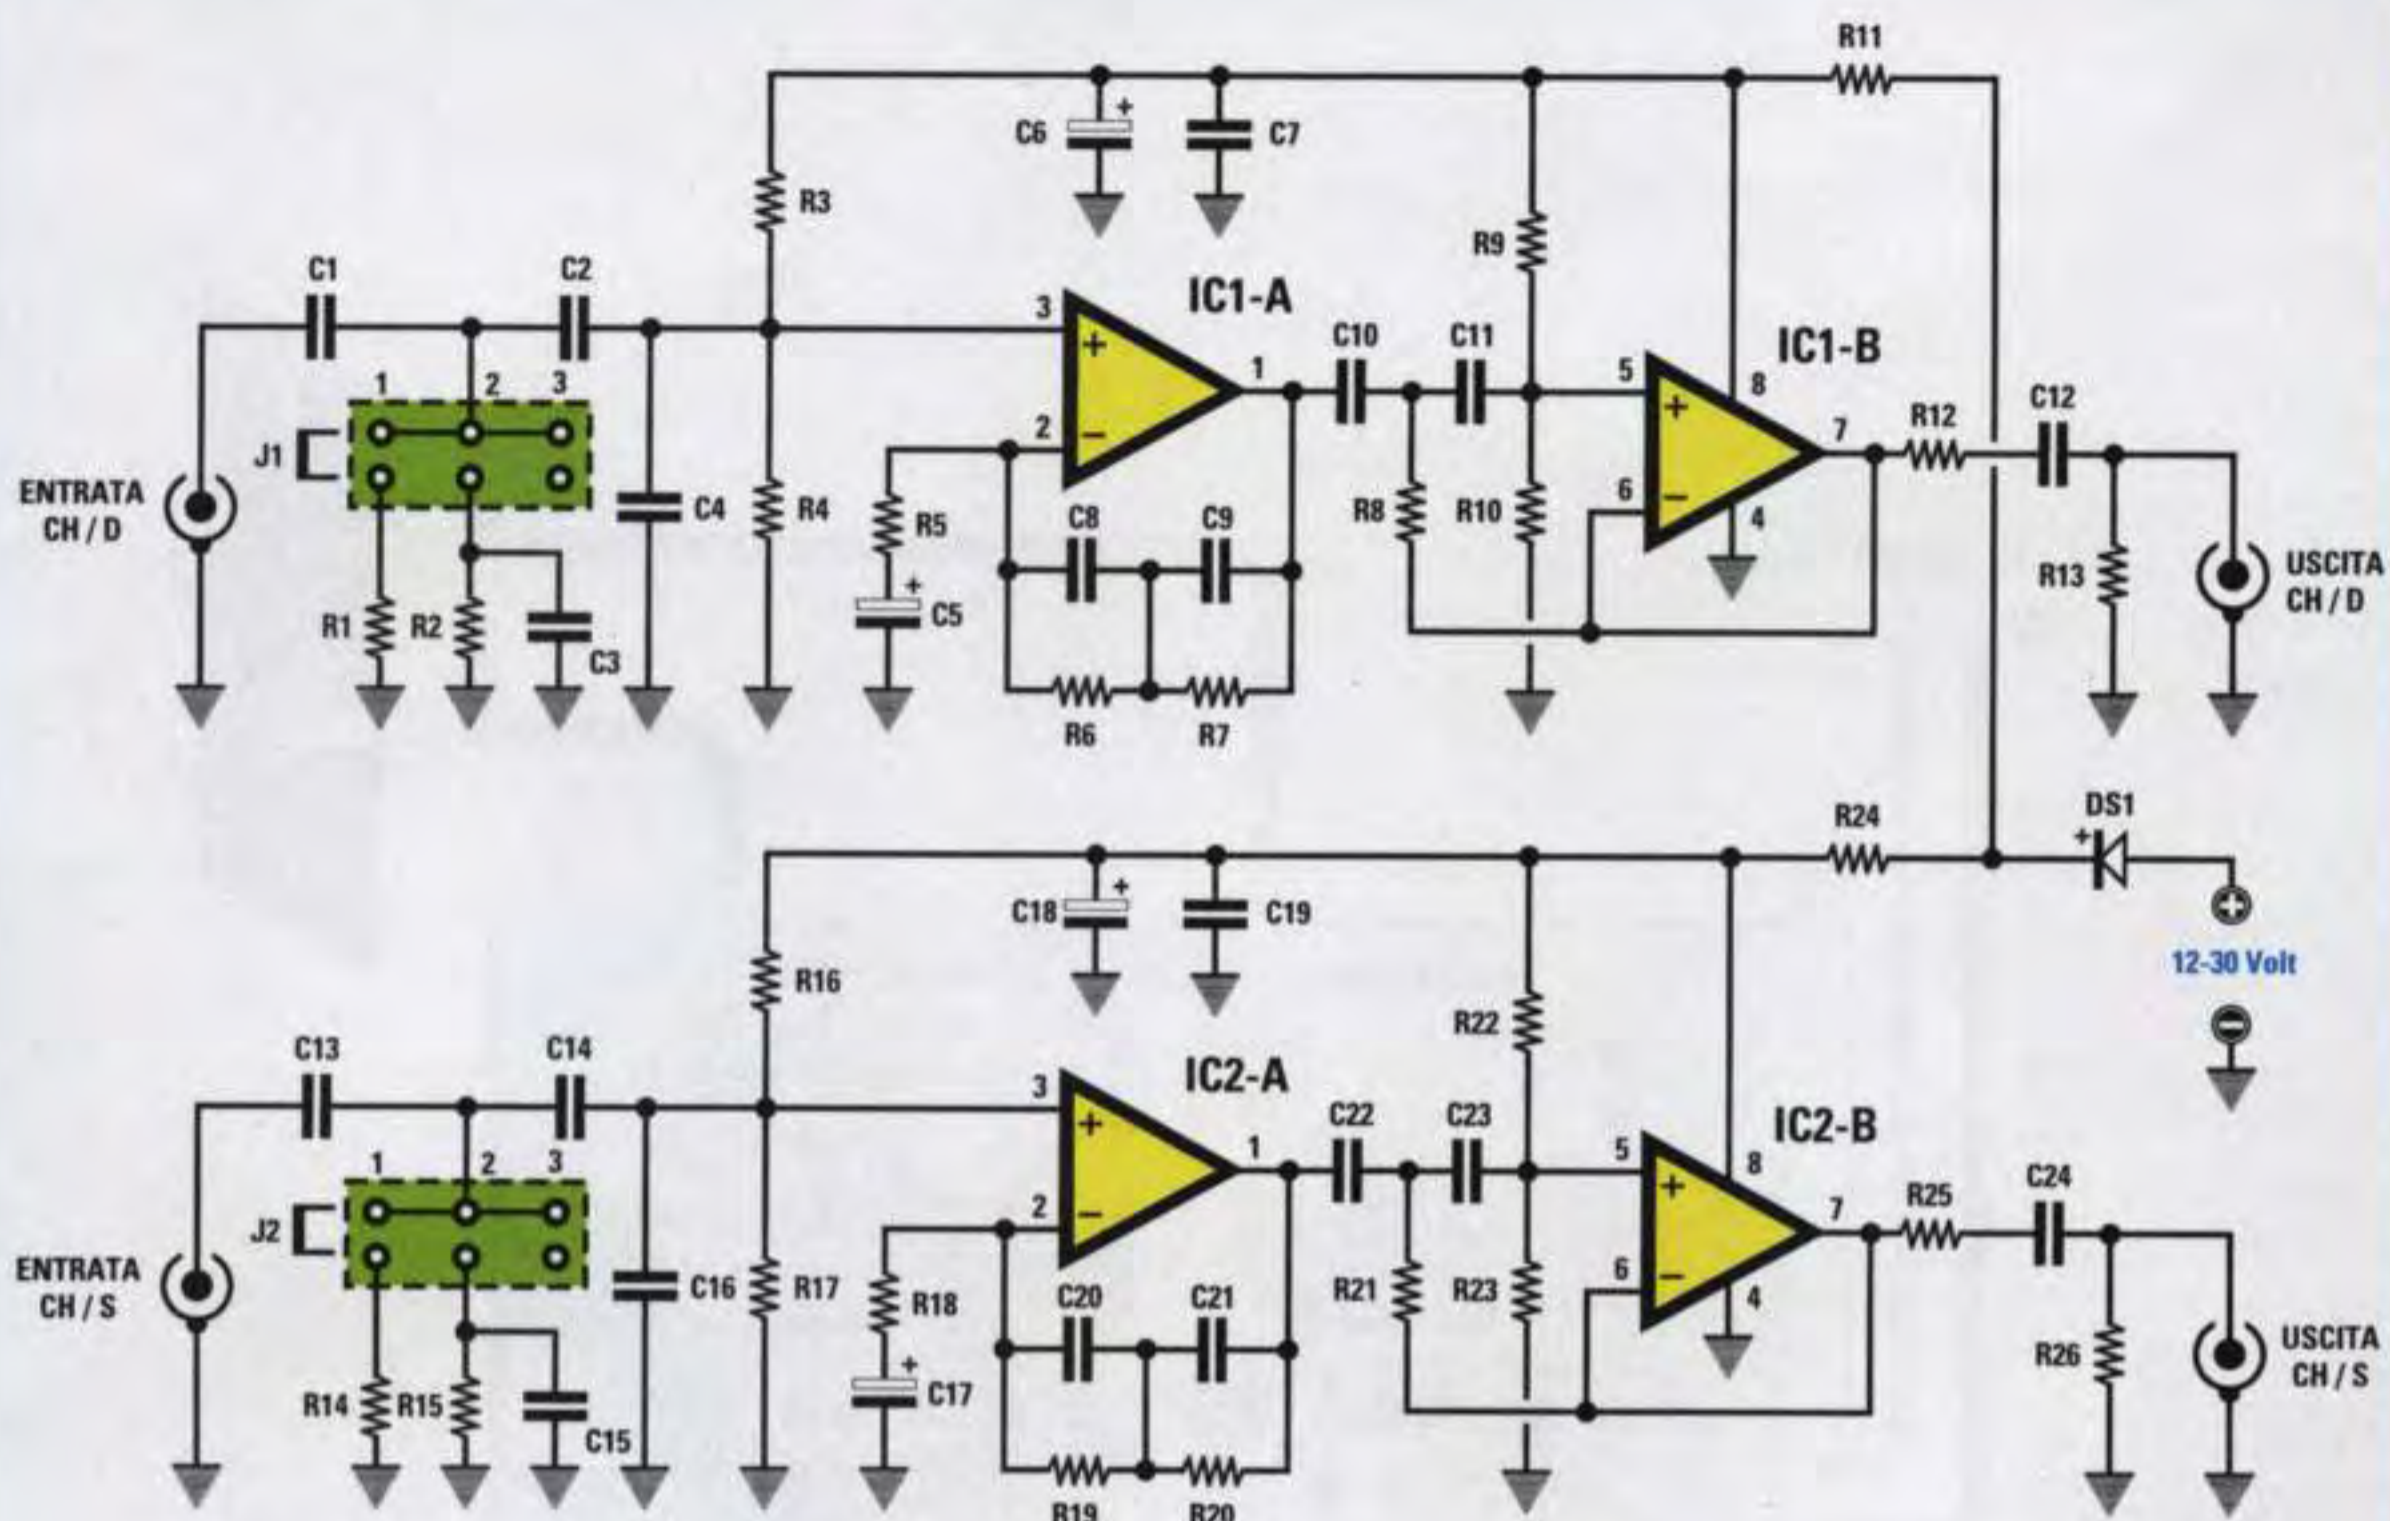 R11
C6
+
C7
R3
R9
C1
C2
IC1-A
C10
C11
IC1-B
3
+
1
5
+
8
1
2
3
J1
2
−
C12
R12
7
ENTRATA
CH / D
C4
R4
R5
C8
C9
R8
R10
6
−
4
R13
USCITA
CH / D
+
C5
R1
R2
C3
R6
R7
R24
DS1
+
C18
+
C19
12-30 Volt
R16
R22
C13
C14
IC2-A
C22
C23
IC2-B
3
+
1
5
+
8
1
2
3
J2
2
−
C24
R25
7
ENTRATA
CH / S
C16
R17
R18
C20
C21
R21
R23
6
−
4
R26
USCITA
CH / S
+
C17
R14
R15
C15
R19
R20